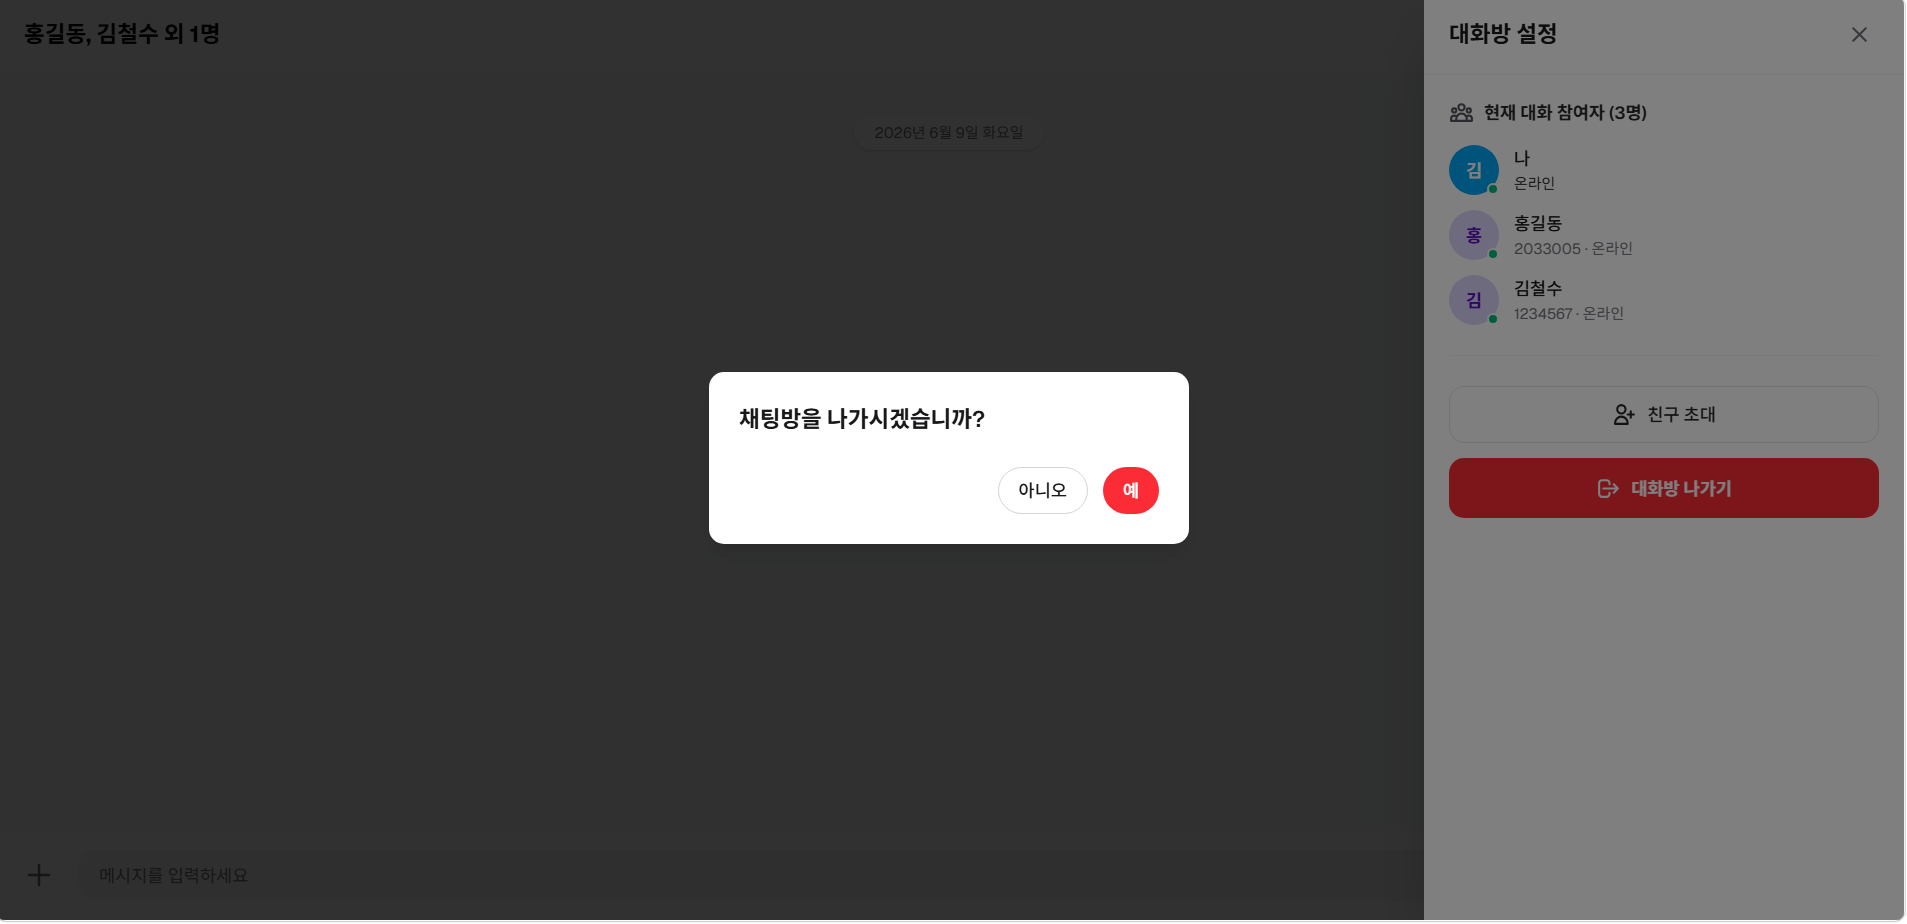 홍길동, 김철수 외 1명
2026년 6월 9일 화요일
채팅방을 나가시겠습니까?
아니오
예
메시지를 입력하세요
대화방 설정
현재 대화 참여자 (3명)
김
나
온라인
홍
홍길동
2033005 · 온라인
김
김철수
1234567 · 온라인
친구 초대
대화방 나가기